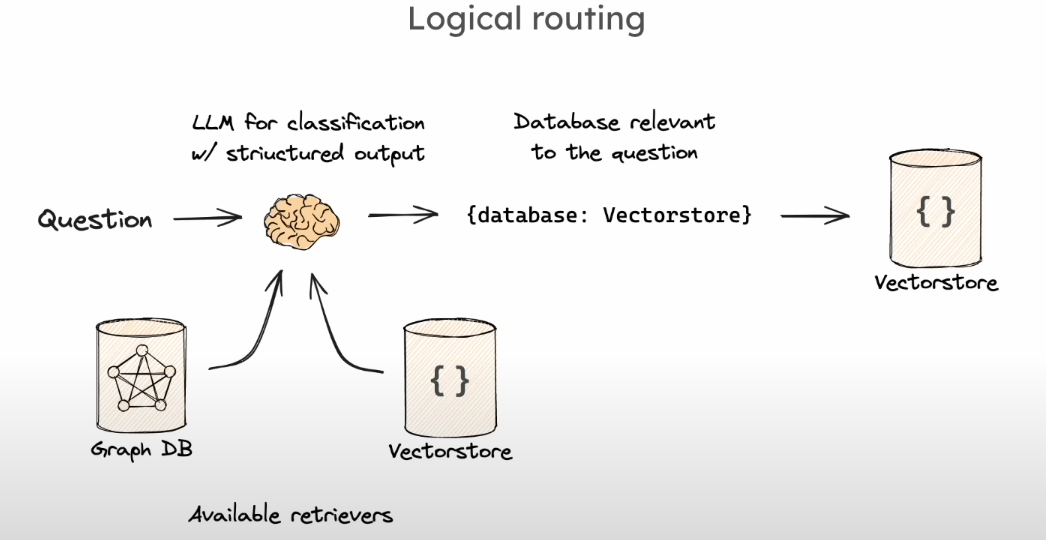 Logical routing
LLM for classification
w/ structured output
Database relevant
to the question
Question
{database: Vectorstore}
{ }
Vectorstore
{ }
Graph DB
Vectorstore
Available retrievers